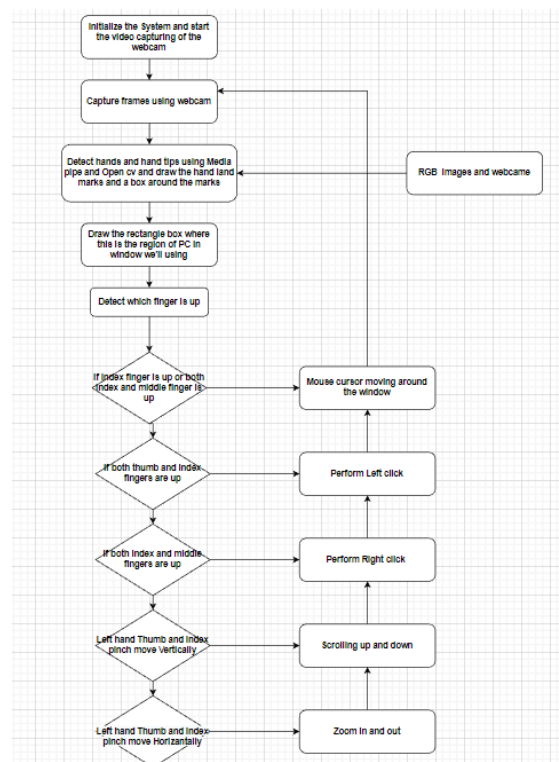 Initialize the System and start
the video capturing of the
webcam
Capture frames using webcam
Detect hands and hand tips using Media
pipe and Open cv and draw the hand land
marks and a box around the marks
RGB Images and webcame
Draw the rectangle box where
this is the region of PC in
window we'll using
Detect which finger is up
If index finger is up or both
index and middle finger is
up
Mouse cursor moving around
the window
If both thumb and index
fingers are up
Perform Left click
If both index and middle
fingers are up
Perform Right click
Left hand Thumb and index
pinch move Vertically
Scrolling up and down
Left hand Thumb and index
pinch move Horizantally
Zoom in and out